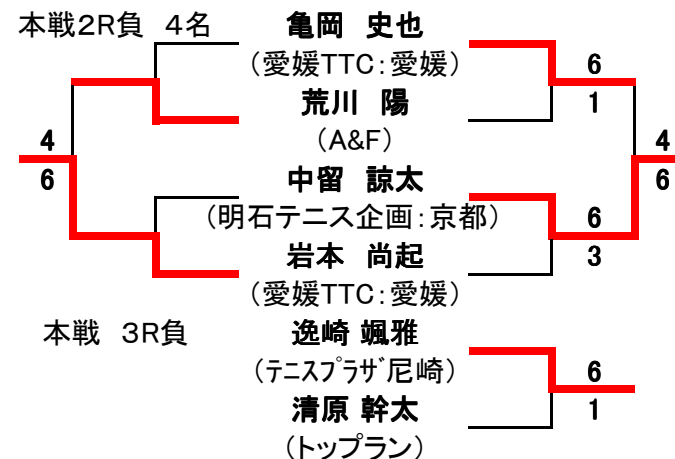 本戦2R負 4名
亀岡 史也
(愛媛TTC:愛媛)
6
荒川 陽
1
(A&F)
4
4
6
中留 諒太
6
(明石テニス企画:京都)
6
岩本 尚起
3
(愛媛TTC:愛媛)
本戦 3R負
逸崎 颯雅
(テニスプラザ尼崎)
6
清原 幹太
1
(トップラン)